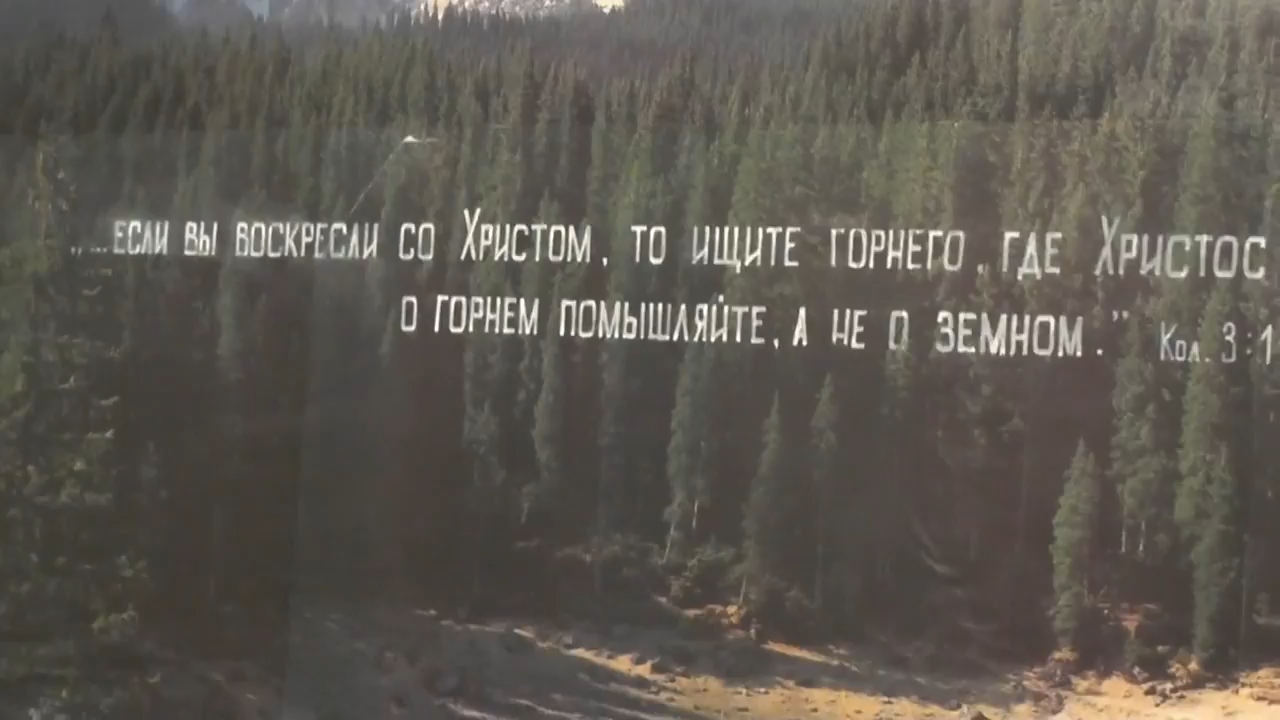 „...если вы воскресли со Христом, то ищите горнего, где Христос
о горнем помышляйте, а не о земном." Кол. 3:1